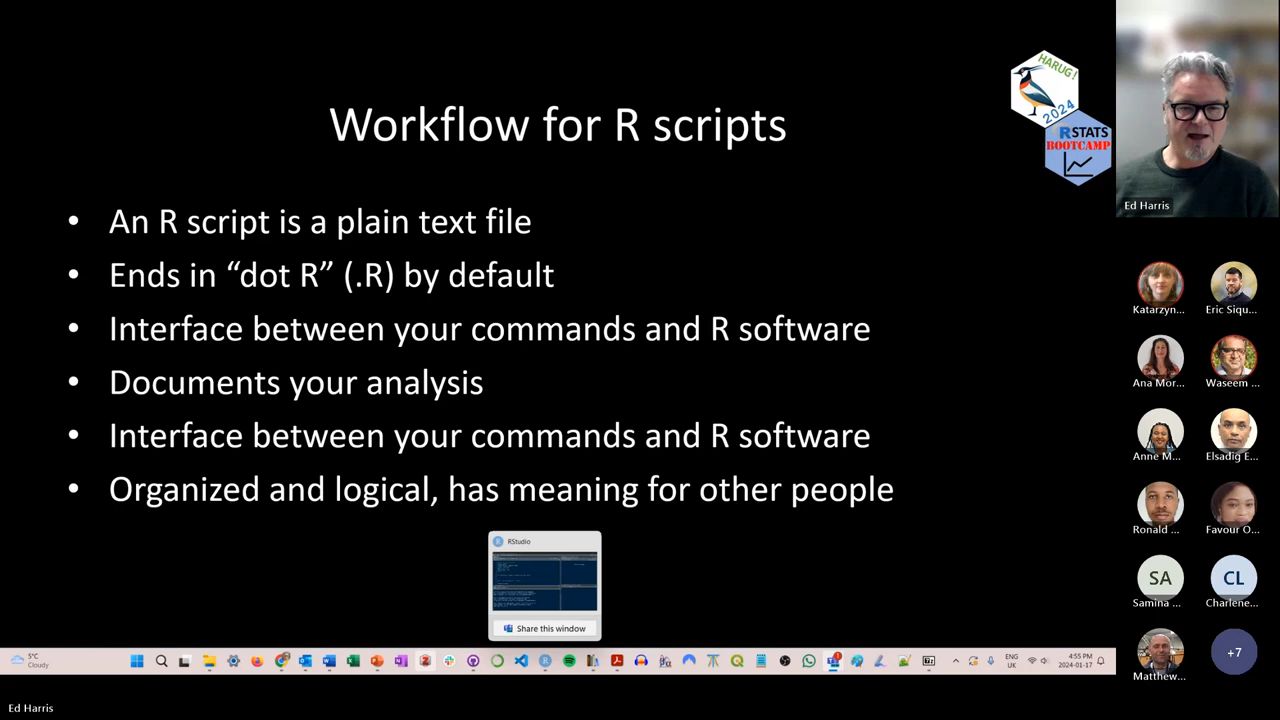 HARUG!
2024
RSTATS
BOOTCAMP
Workflow for R scripts
• An R script is a plain text file
• Ends in “dot R” (.R) by default
• Interface between your commands and R software
• Documents your analysis
• Interface between your commands and R software
• Organized and logical, has meaning for other people
RStudio
Share this window
5°C
Cloudy
ENG
UK
4:55 PM
2024-01-17
Ed Harris
Katarzyn...
Eric Siqu...
Ana Mor...
Waseem ...
Anne M...
Elsadig E...
Ronald ...
Favour O...
SA
CL
Samina ...
Charlene...
Matthew...
+7
Ed Harris